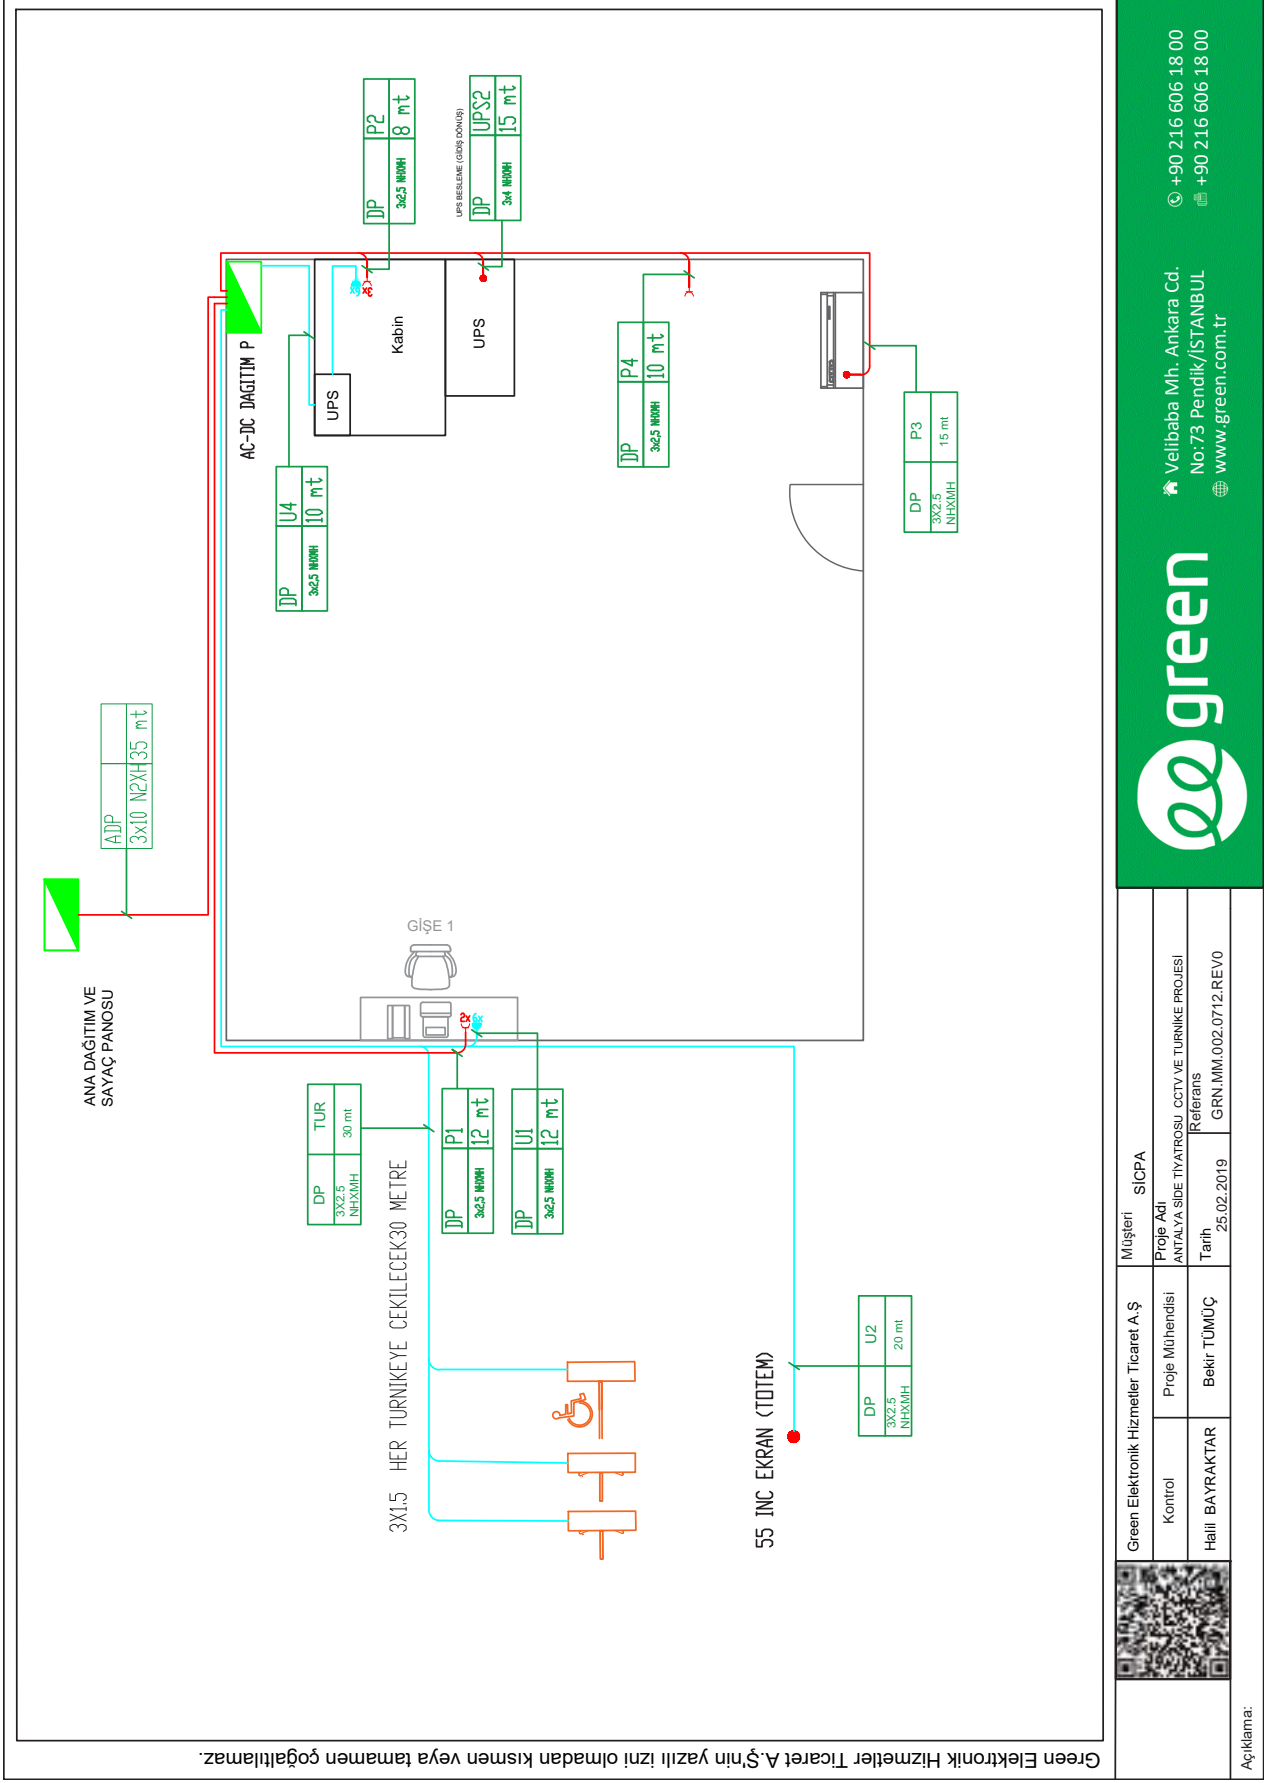 ANA DAĞITIM VE
SAYAÇ PANOSU
ADP
3x10 N2XH 35 mt
AC-DC DAGITIM P
DP U4
3x2,5 NHXMH 10 mt
DP P2
3x2,5 NHXMH 8 mt
UPS BESLEME (GİDİŞ DÖNÜŞ)
DP UPS2
3x4 NHXMH 15 mt
UPS
Kabin
UPS
DP P4
3x2,5 NHXMH 10 mt
DP P3
3X2.5
NHXMH
15 mt
GİŞE 1
DP TUR
3X2.5
NHXMH
30 mt
DP P1
3x2,5 NHXMH 12 mt
DP U1
3x2,5 NHXMH 12 mt
3X1.5 HER TURNIKEYE CEKILECEK30 METRE
55 INC EKRAN (TOTEM)
DP U2
3X2.5
NHXMH
20 mt
Green Elektronik Hizmetler Ticaret A.Ş'nin yazılı izni olmadan kısmen veya tamamen çoğaltılamaz.
Green Elektronik Hizmetler Ticaret A.Ş
Kontrol
Proje Mühendisi
Halil BAYRAKTAR
Bekir TÜMÜÇ
Müşteri
SİCPA
Proje Adı
ANTALYA SİDE TİYATROSU CCTV VE TURNİKE PROJESİ
Tarih
25.02.2019
Referans
GRN.MM.002.0712.REV0
Açıklama:
green
Velibaba Mh. Ankara Cd.
No:73 Pendik/İSTANBUL
www.green.com.tr
+90 216 606 18 00
+90 216 606 18 00